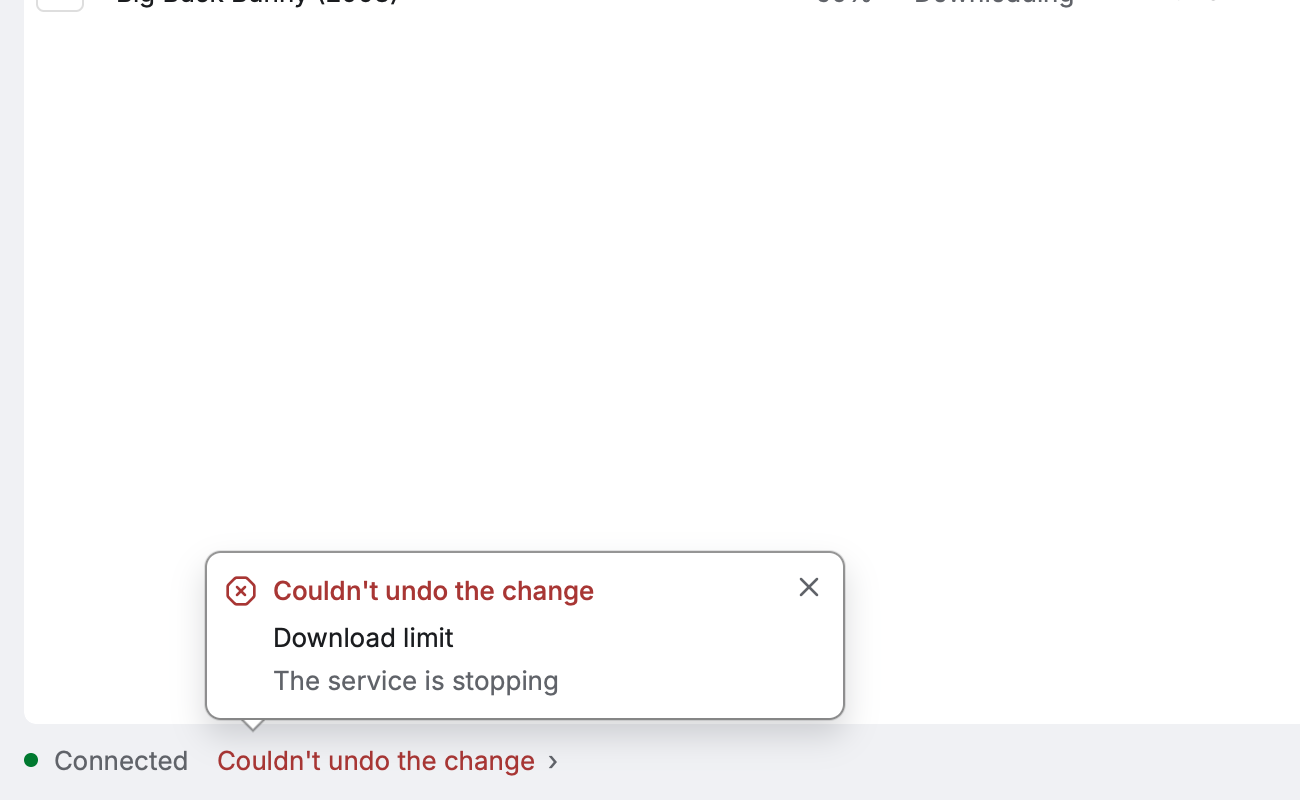 Couldn't undo the change
Download limit
The service is stopping
Connected
Couldn't undo the change ›